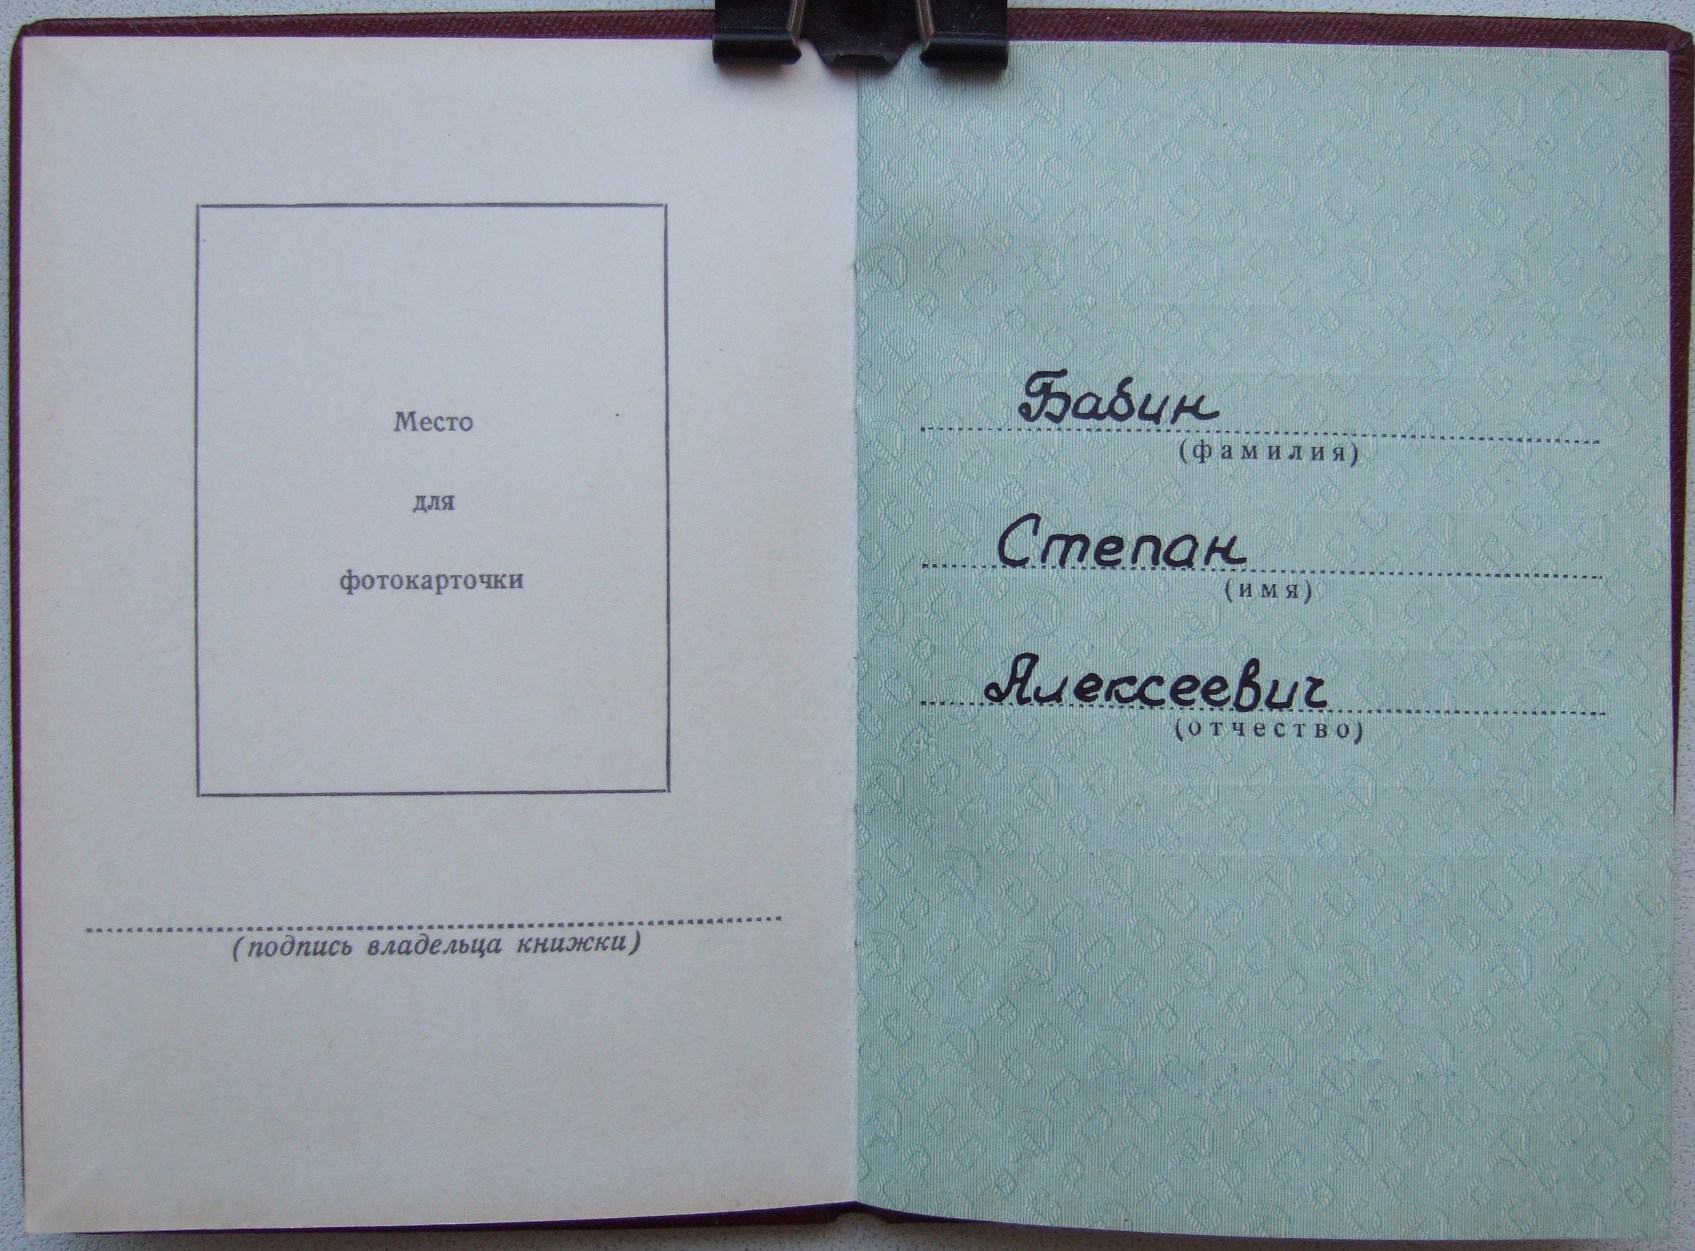 Место
для
фотокарточки
(подпись владельца книжки)
Бабин
(фамилия)
Степан
(имя)
Алексеевич
(отчество)